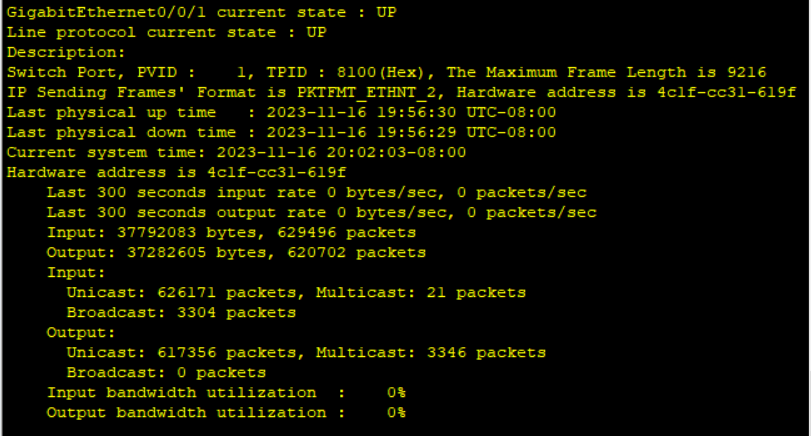 GigabitEthernet0/0/1 current state : UP
Line protocol current state : UP
Description:
Switch Port, PVID :    1, TPID : 8100(Hex), The Maximum Frame Length is 9216
IP Sending Frames' Format is PKTFMT_ETHNT_2, Hardware address is 4c1f-cc31-619f
Last physical up time   : 2023-11-16 19:56:30 UTC-08:00
Last physical down time : 2023-11-16 19:56:29 UTC-08:00
Current system time: 2023-11-16 20:02:03-08:00
Hardware address is 4c1f-cc31-619f
    Last 300 seconds input rate 0 bytes/sec, 0 packets/sec
    Last 300 seconds output rate 0 bytes/sec, 0 packets/sec
    Input: 37792083 bytes, 629496 packets
    Output: 37282605 bytes, 620702 packets
    Input:
      Unicast: 626171 packets, Multicast: 21 packets
      Broadcast: 3304 packets
    Output:
      Unicast: 617356 packets, Multicast: 3346 packets
      Broadcast: 0 packets
    Input bandwidth utilization  :    0%
    Output bandwidth utilization :    0%